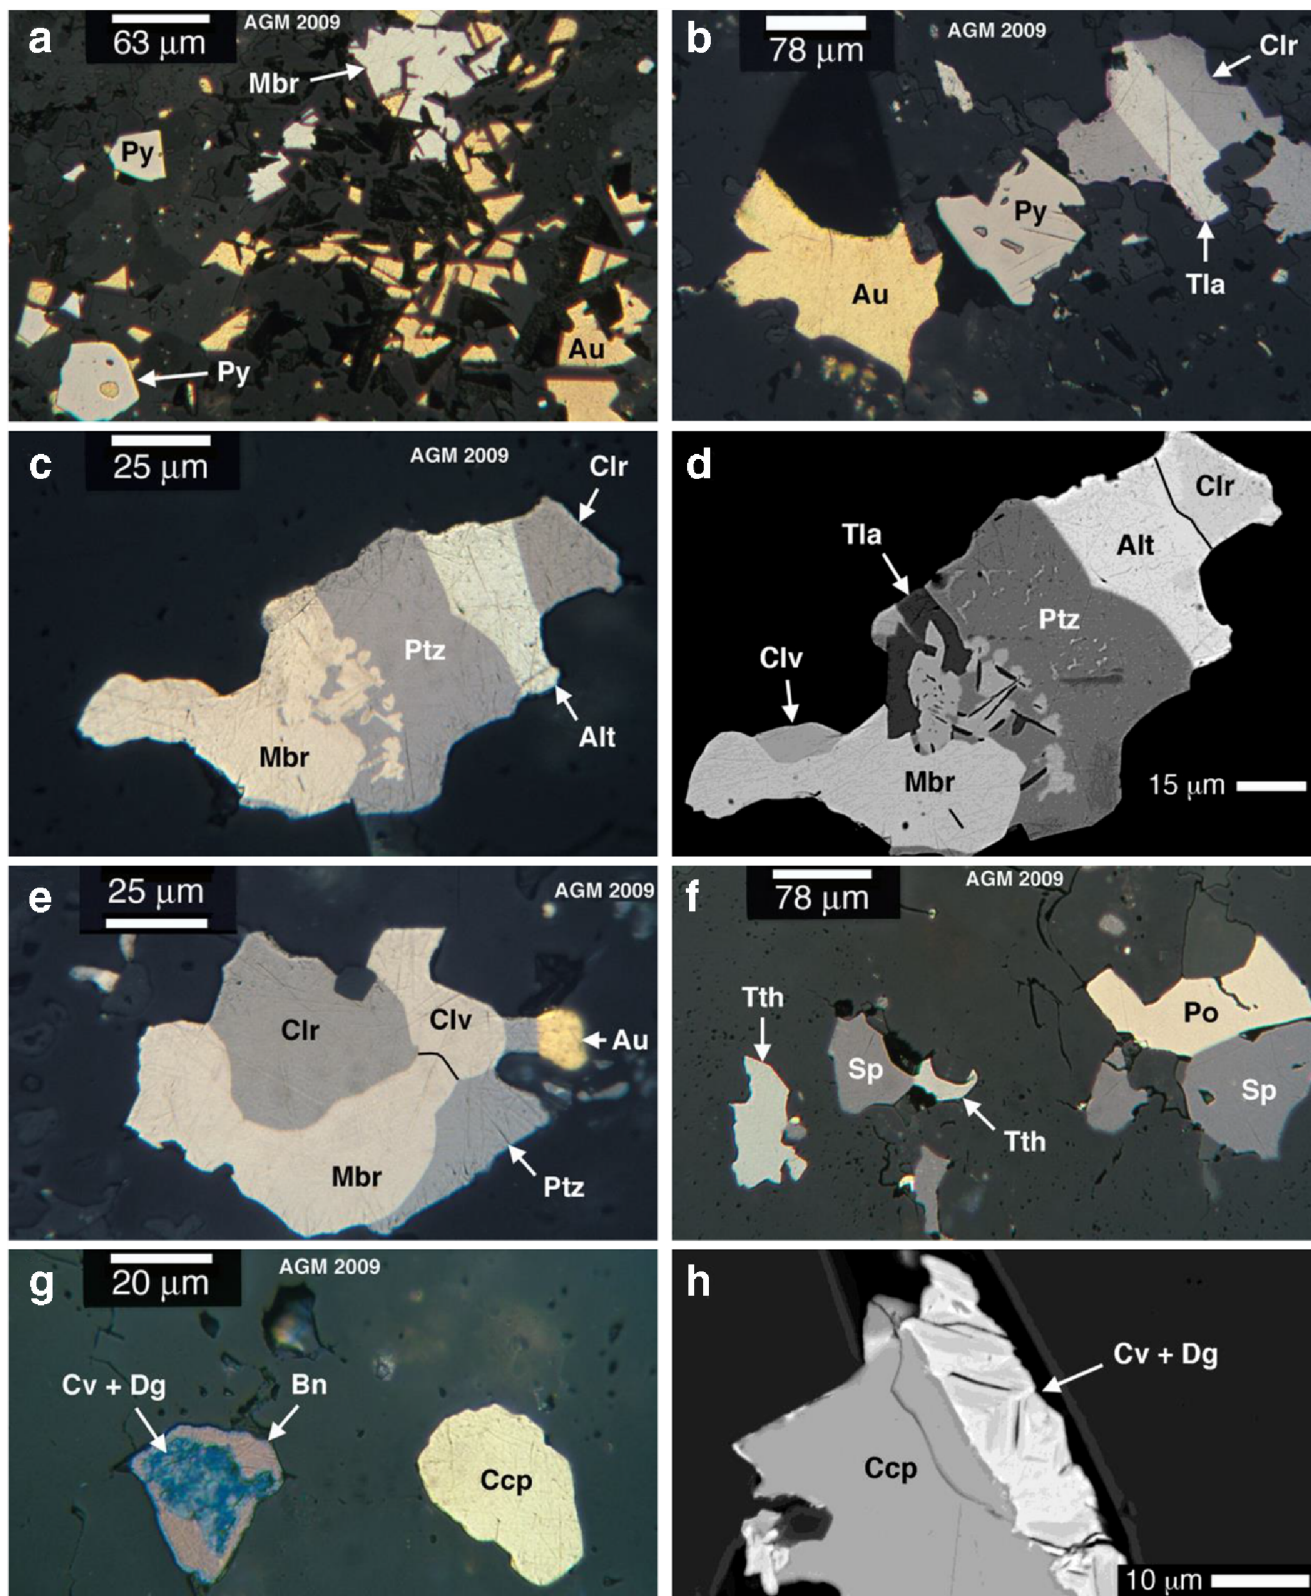 a
63 µm
AGM 2009
Mbr
Py
Py
Au
b
78 µm
AGM 2009
Clr
Py
Au
Tla
c
25 µm
AGM 2009
Clr
Ptz
Mbr
Alt
d
Clr
Tla
Alt
Ptz
Clv
Mbr
15 µm
e
25 µm
AGM 2009
Clr
Clv
Au
Mbr
Ptz
f
78 µm
AGM 2009
Tth
Po
Sp
Sp
Tth
g
20 µm
AGM 2009
Cv + Dg
Bn
Ccp
h
Cv + Dg
Ccp
10 µm